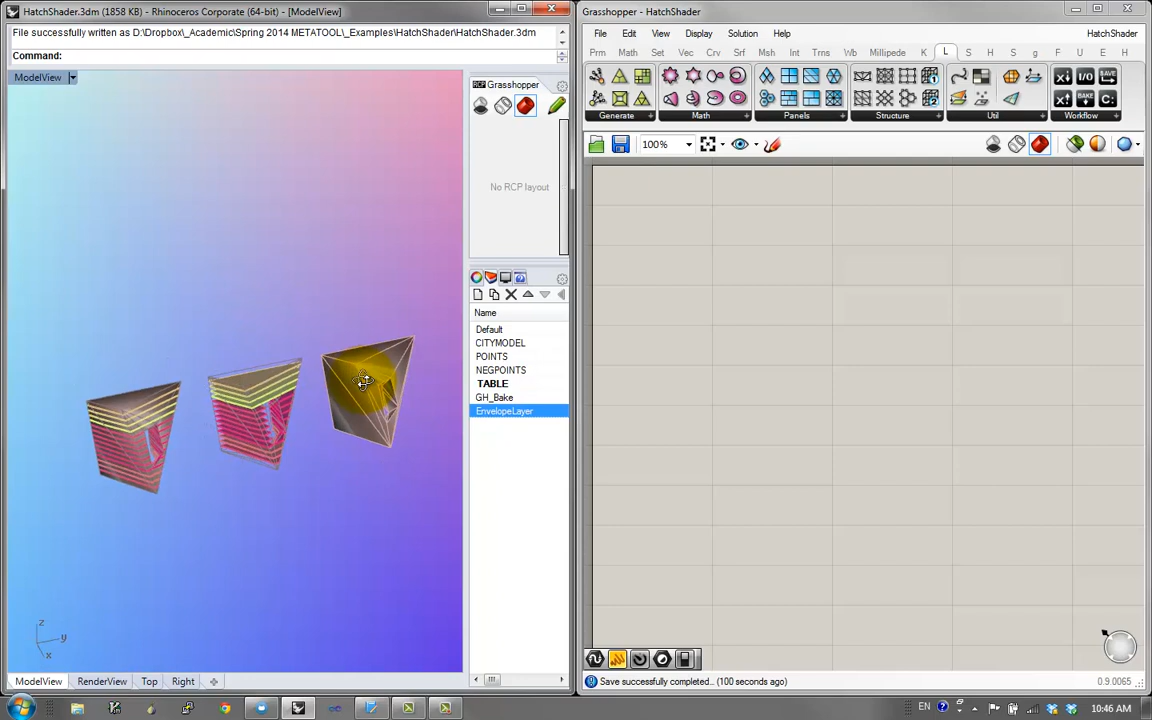 HatchShader.3dm (1858 KB) - Rhinoceros Corporate (64-bit) - [ModelView]
Grasshopper - HatchShader
File successfully written as D:\Dropbox\_Academic\Spring 2014 METATOOL\_Examples\HatchShader\HatchShader.3dm
Command:
File Edit View Display Solution Help HatchShader
Prm Math Set Vec Crv Srf Msh Int Trns Wb Millipede K L S H S g F U E H
ModelView
Grasshopper
Generate Math Panels Structure Util Workflow
100%
No RCP layout
Name
Default
CITYMODEL
POINTS
NEGPOINTS
TABLE
GH_Bake
EnvelopeLayer
z
y
x
ModelView RenderView Top Right
Save successfully completed... (100 seconds ago)
0.9.0065
EN
10:46 AM